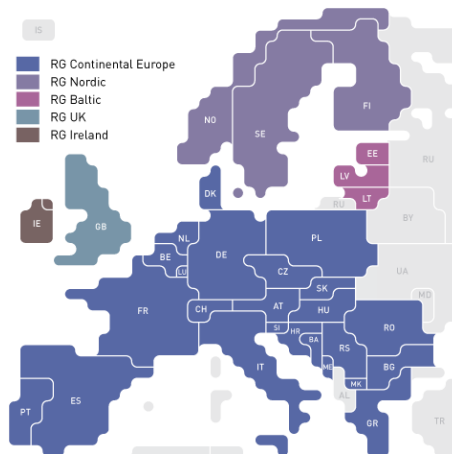 IS
RG Continental Europe
RG Nordic
RG Baltic
RG UK
RG Ireland
NO
SE
FI
RU
EE
LV
LT
RU
BY
DK
IE
GB
NL
BE
LU
DE
PL
CZ
SK
UA
MD
FR
CH
AT
HU
SI
HR
BA
RS
RO
ME
BG
MK
AL
IT
ES
PT
GR
TR